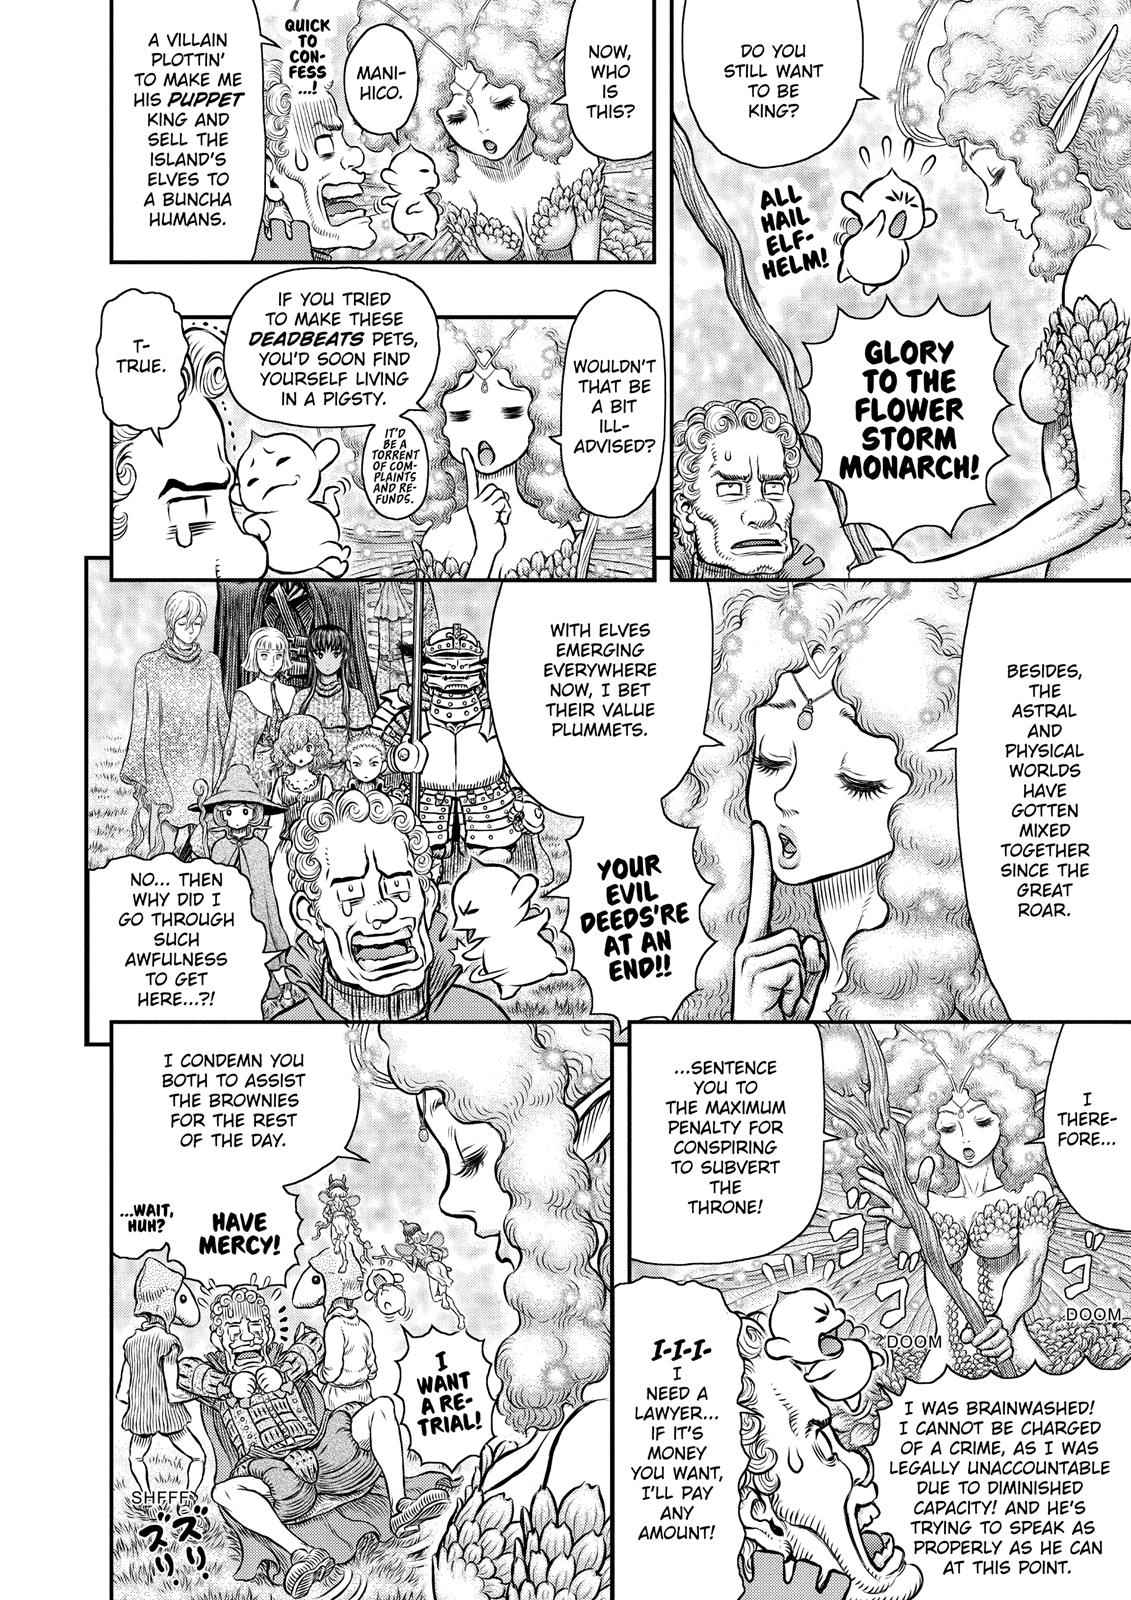 DO YOU
STILL WANT
TO BE
KING?
ALL
HAIL
ELF-
HELM!
GLORY
TO THE
FLOWER
STORM
MONARCH!
NOW,
WHO
IS
THIS?
MANI-
HICO.
QUICK
TO
CON-
FESS
...!
A VILLAIN
PLOTTIN'
TO MAKE ME
HIS PUPPET
KING AND
SELL THE
ISLAND'S
ELVES TO
A BUNCHA
HUMANS.
WOULDN'T
THAT BE
A BIT
ILL-
ADVISED?
IF YOU TRIED
TO MAKE THESE
DEADBEATS PETS,
YOU'D SOON FIND
YOURSELF LIVING
IN A PIGSTY.
IT'D
BE A
TORRENT
OF COM-
PLAINTS
AND RE-
FUNDS.
T-
TRUE.
BESIDES,
THE
ASTRAL
AND
PHYSICAL
WORLDS
HAVE
GOTTEN
MIXED
TOGETHER
SINCE THE
GREAT
ROAR.
WITH ELVES
EMERGING
EVERYWHERE
NOW, I BET
THEIR VALUE
PLUMMETS.
YOUR
EVIL
DEEDS'RE
AT AN
END!!
NO... THEN
WHY DID I
GO THROUGH
SUCH
AWFULNESS
TO GET
HERE...?!
I
THERE-
FORE...
...SENTENCE
YOU TO
THE MAXIMUM
PENALTY FOR
CONSPIRING
TO SUBVERT
THE
THRONE!
ゴ
ゴ
ゴ
DOOM
DOOM
I-I-I-
I
NEED A
LAWYER...
IF IT'S
MONEY
YOU WANT,
I'LL PAY
ANY
AMOUNT!
I WAS BRAINWASHED!
I CANNOT BE CHARGED
OF A CRIME, AS I WAS
LEGALLY UNACCOUNTABLE
DUE TO DIMINISHED
CAPACITY! AND HE'S
TRYING TO SPEAK AS
PROPERLY AS HE CAN
AT THIS POINT.
I CONDEMN YOU
BOTH TO ASSIST
THE BROWNIES
FOR THE REST
OF THE DAY.
...WAIT,
HUH?
HAVE
MERCY!
I
WANT
A RE-
TRIAL!
SHFFF
ズリ
ズリ